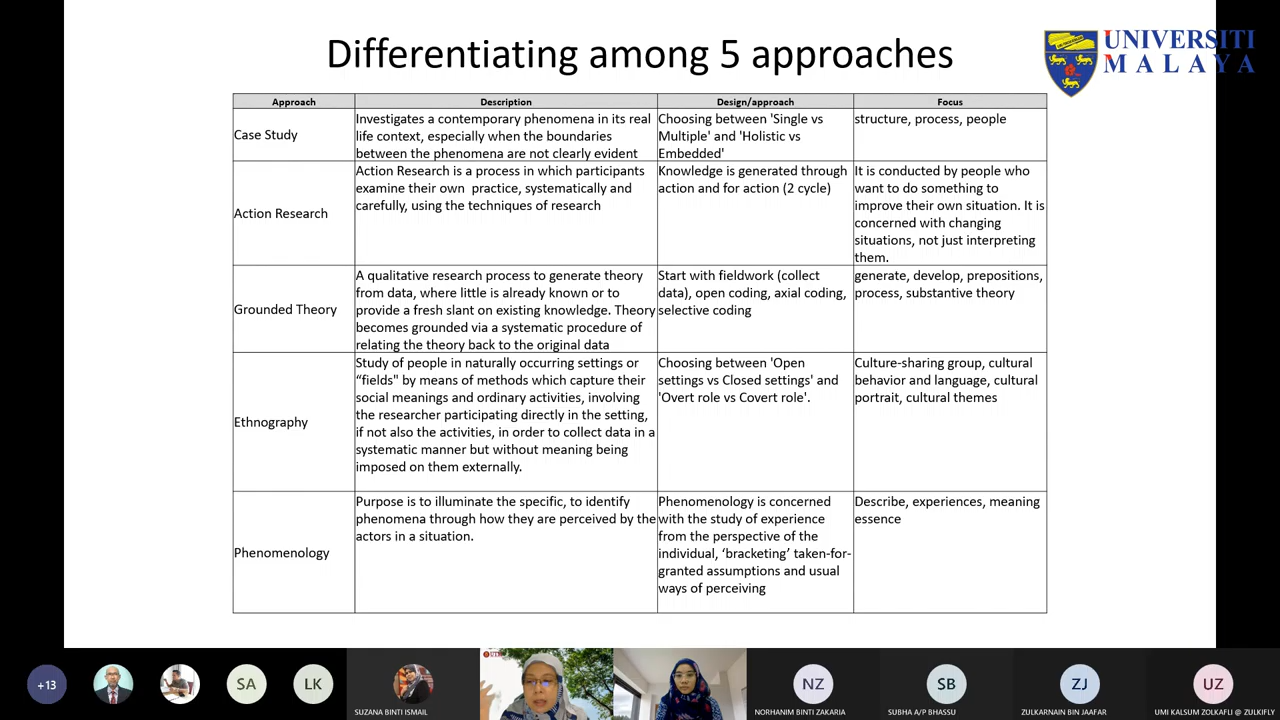 Differentiating among 5 approaches
UNIVERSITI
MALAYA
Approach
Description
Design/approach
Focus
Case Study
Investigates a contemporary phenomena in its real
life context, especially when the boundaries
between the phenomena are not clearly evident
Choosing between 'Single vs
Multiple' and 'Holistic vs
Embedded'
structure, process, people
Action Research
Action Research is a process in which participants
examine their own practice, systematically and
carefully, using the techniques of research
Knowledge is generated through
action and for action (2 cycle)
It is conducted by people who
want to do something to
improve their own situation. It is
concerned with changing
situations, not just interpreting
them.
Grounded Theory
A qualitative research process to generate theory
from data, where little is already known or to
provide a fresh slant on existing knowledge. Theory
becomes grounded via a systematic procedure of
relating the theory back to the original data
Start with fieldwork (collect
data), open coding, axial coding,
selective coding
generate, develop, prepositions,
process, substantive theory
Ethnography
Study of people in naturally occurring settings or
“fields" by means of methods which capture their
social meanings and ordinary activities, involving
the researcher participating directly in the setting,
if not also the activities, in order to collect data in a
systematic manner but without meaning being
imposed on them externally.
Choosing between 'Open
settings vs Closed settings' and
'Overt role vs Covert role'.
Culture-sharing group, cultural
behavior and language, cultural
portrait, cultural themes
Phenomenology
Purpose is to illuminate the specific, to identify
phenomena through how they are perceived by the
actors in a situation.
Phenomenology is concerned
with the study of experience
from the perspective of the
individual, ‘bracketing’ taken-for-
granted assumptions and usual
ways of perceiving
Describe, experiences, meaning
essence
+13
SA
LK
SUZANA BINTI ISMAIL
NZ
NORHANIM BINTI ZAKARIA
SB
SUBHA A/P BHASSU
ZJ
ZULKARNAIN BIN JAAFAR
UZ
UMI KALSUM ZOLKAFLI @ ZULKIFLY